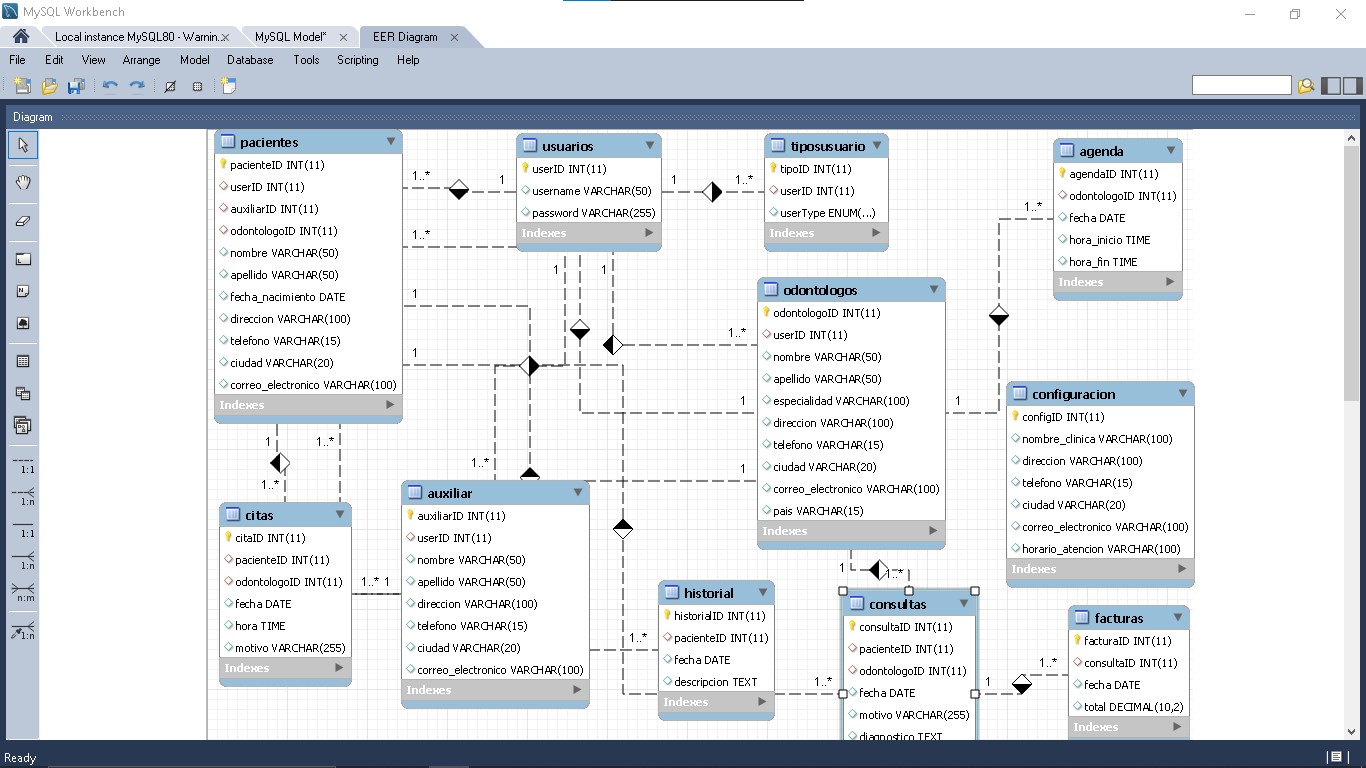 MySQL Workbench
Local instance MySQL80 - Warnin...
MySQL Model*
EER Diagram
File Edit View Arrange Model Database Tools Scripting Help
Diagram
pacientes
pacienteID INT(11)
userID INT(11)
auxiliarID INT(11)
odontologoID INT(11)
nombre VARCHAR(50)
apellido VARCHAR(50)
fecha_nacimiento DATE
direccion VARCHAR(100)
telefono VARCHAR(15)
ciudad VARCHAR(20)
correo_electronico VARCHAR(100)
Indexes
1..*
1
1..*
1
1
usuarios
userID INT(11)
username VARCHAR(50)
password VARCHAR(255)
Indexes
1
1..*
1
1
tiposusuario
tipoID INT(11)
userID INT(11)
userType ENUM(...)
Indexes
agenda
agendaID INT(11)
odontologoID INT(11)
fecha DATE
hora_inicio TIME
hora_fin TIME
Indexes
1..*
odontologos
odontologoID INT(11)
userID INT(11)
nombre VARCHAR(50)
apellido VARCHAR(50)
especialidad VARCHAR(100)
direccion VARCHAR(100)
telefono VARCHAR(15)
ciudad VARCHAR(20)
correo_electronico VARCHAR(100)
pais VARCHAR(15)
Indexes
1..*
1
1
1
configuracion
configID INT(11)
nombre_clinica VARCHAR(100)
direccion VARCHAR(100)
telefono VARCHAR(15)
ciudad VARCHAR(20)
correo_electronico VARCHAR(100)
horario_atencion VARCHAR(100)
Indexes
1
1..*
1..*
1..*
citas
citaID INT(11)
pacienteID INT(11)
odontologoID INT(11)
fecha DATE
hora TIME
motivo VARCHAR(255)
Indexes
1..* 1
auxiliar
auxiliarID INT(11)
userID INT(11)
nombre VARCHAR(50)
apellido VARCHAR(50)
direccion VARCHAR(100)
telefono VARCHAR(15)
ciudad VARCHAR(20)
correo_electronico VARCHAR(100)
Indexes
1..*
historial
historialID INT(11)
pacienteID INT(11)
fecha DATE
descripcion TEXT
Indexes
1
1..*
1..*
consultas
consultaID INT(11)
pacienteID INT(11)
odontologoID INT(11)
fecha DATE
motivo VARCHAR(255)
diagnostico TEXT
1
1..*
facturas
facturaID INT(11)
consultaID INT(11)
fecha DATE
total DECIMAL(10,2)
Indexes
1:1
1:n
1:1
1:n
n:m
1:n
Ready